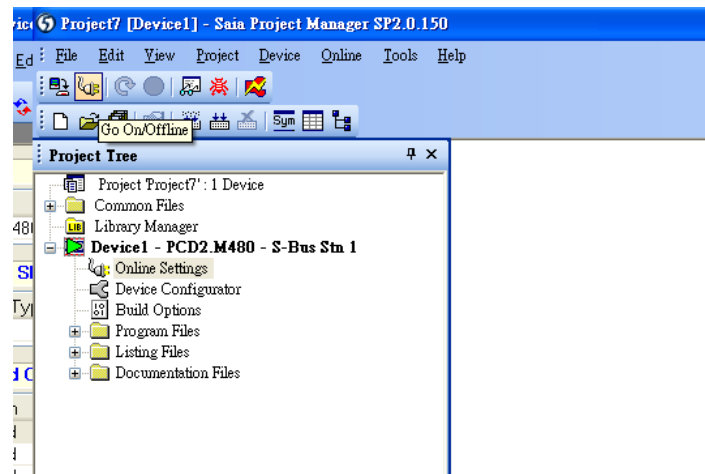 Project7 [Device1] - Saia Project Manager SP2.0.150
File Edit View Project Device Online Tools Help
Sym
Go On/Offline
Project Tree
Project 'Project7' : 1 Device
Common Files
LIB Library Manager
Device1 - PCD2.M480 - S-Bus Stn 1
Online Settings
Device Configurator
Build Options
Program Files
Listing Files
Documentation Files